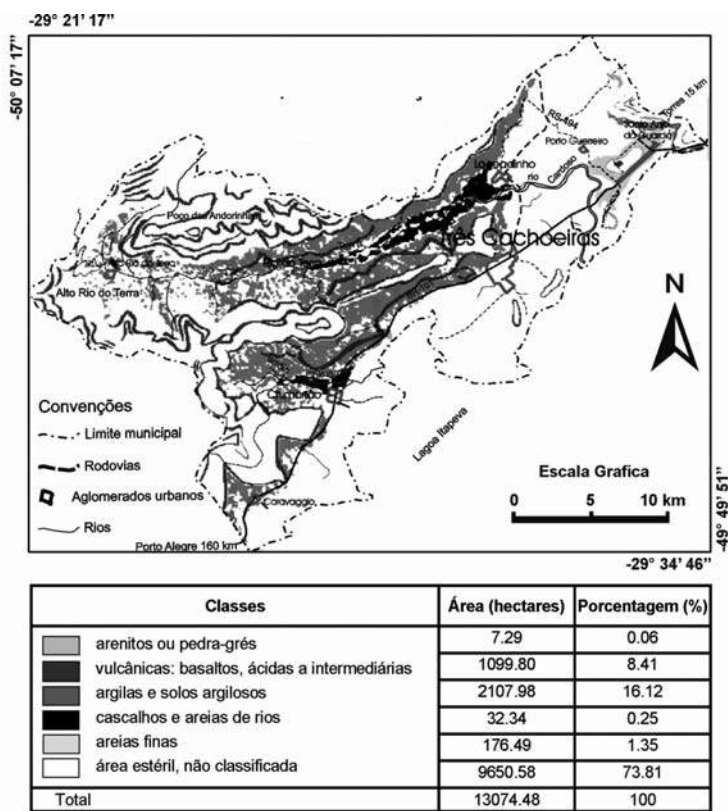 -29° 21' 17"
-50° 07' 17"
Torres 15 km
RS-494
Porto Guerreiro
rio
Cardoso
Três Cachoeiras
Poço das Andorinhas
Alto Rio do Terra
N
Convenções
Limite municipal
Rodovias
Aglomerados urbanos
Rios
Lagoa Itapeva
Caravaggio
Porto Alegre 160 km
Escala Grafica
0 5 10 km
-49° 49' 51"
-29° 34' 46"
Classes Área (hectares) Porcentagem (%)
arenitos ou pedra-grés 7.29 0.06
vulcânicas: basaltos, ácidas a intermediárias 1099.80 8.41
argilas e solos argilosos 2107.98 16.12
cascalhos e areias de rios 32.34 0.25
areias finas 176.49 1.35
área estéril, não classificada 9650.58 73.81
Total 13074.48 100